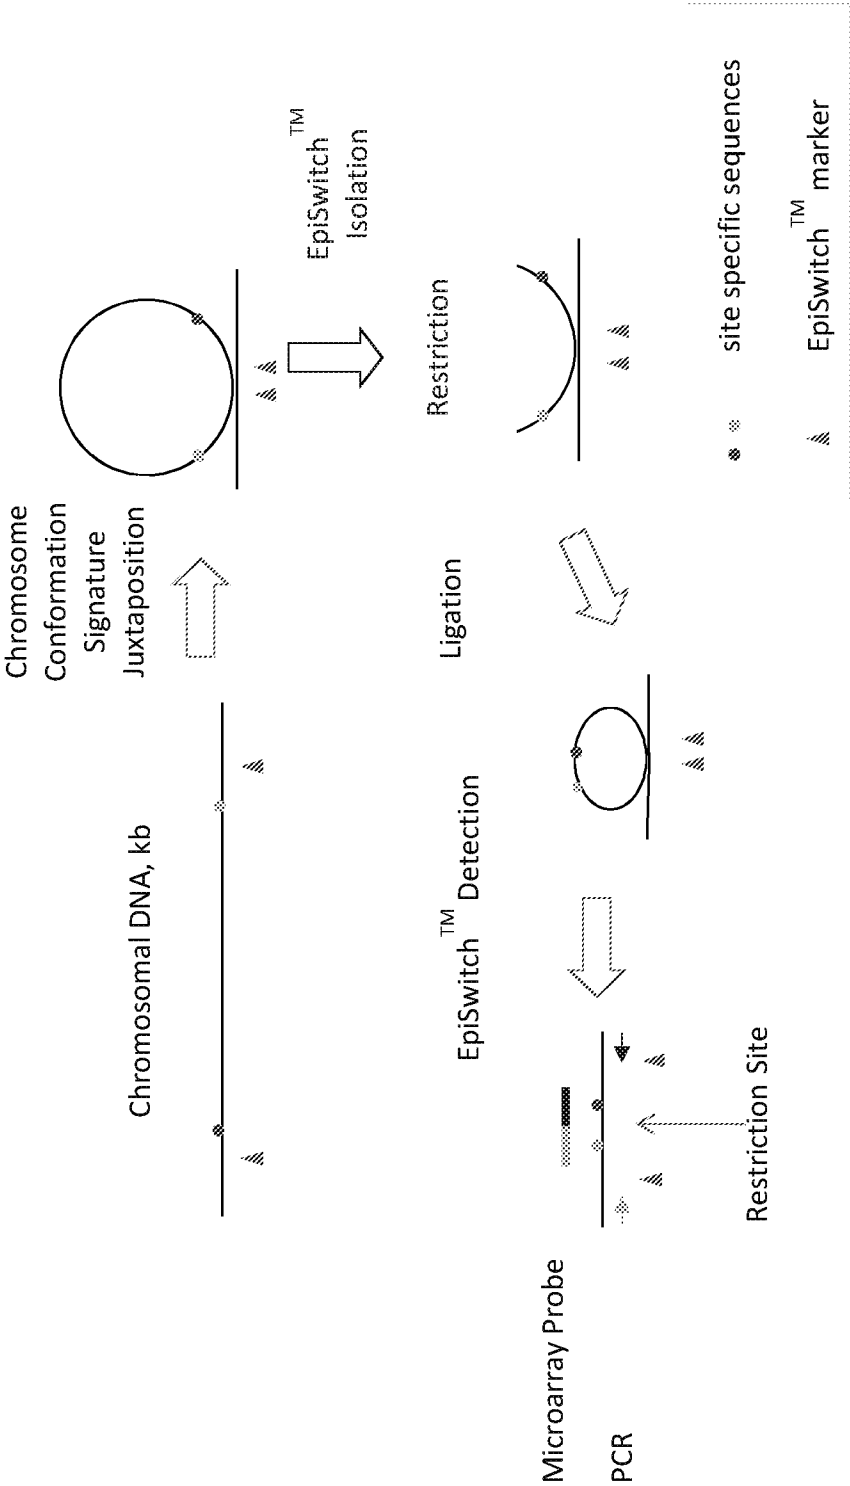 Chromosomal DNA, kb
Chromosome
Conformation
Signature
Juxtaposition
EpiSwitch™
Isolation
EpiSwitch™ Detection
Ligation
Restriction
Microarray Probe
PCR
Restriction Site
site specific sequences
EpiSwitch™ marker